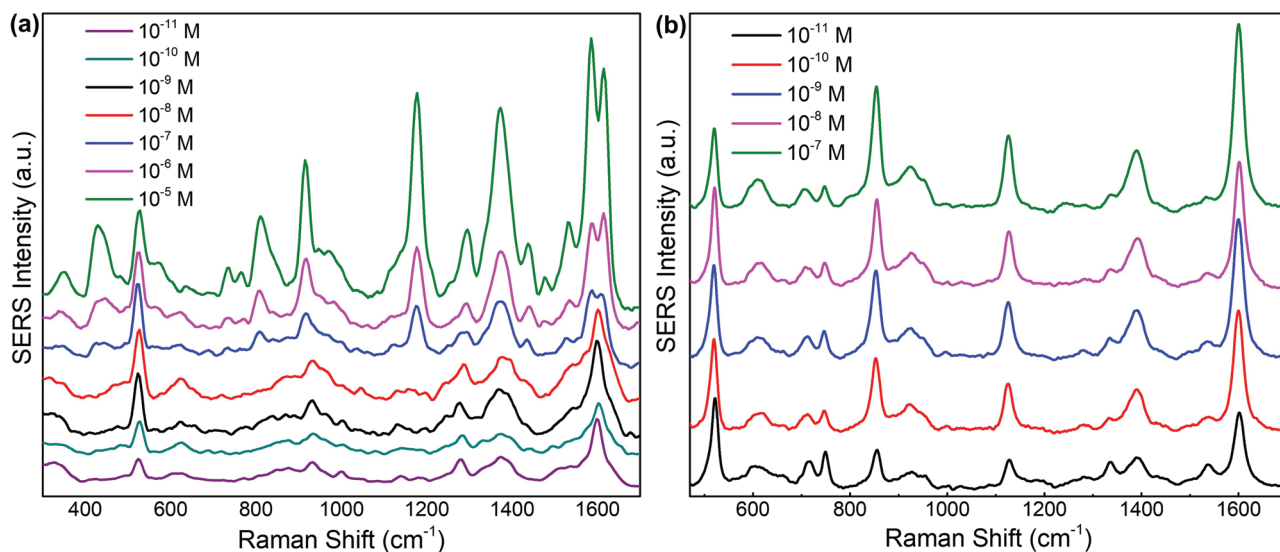 (a)
10⁻¹¹ M
10⁻¹⁰ M
10⁻⁹ M
10⁻⁸ M
10⁻⁷ M
10⁻⁶ M
10⁻⁵ M
SERS Intensity (a.u.)
400 600 800 1000 1200 1400 1600
Raman Shift (cm⁻¹)
(b)
10⁻¹¹ M
10⁻¹⁰ M
10⁻⁹ M
10⁻⁸ M
10⁻⁷ M
SERS Intensity (a.u.)
600 800 1000 1200 1400 1600
Raman Shift (cm⁻¹)